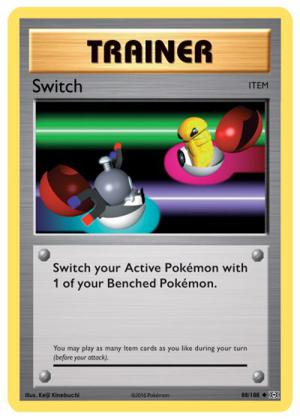 TRAINER
Switch
ITEM
Switch your Active Pokémon with
1 of your Benched Pokémon.
You may play as many Item cards as you like during your turn
(before your attack).
Illus. Keiji Kinebuchi
©2016 Pokémon
88/108